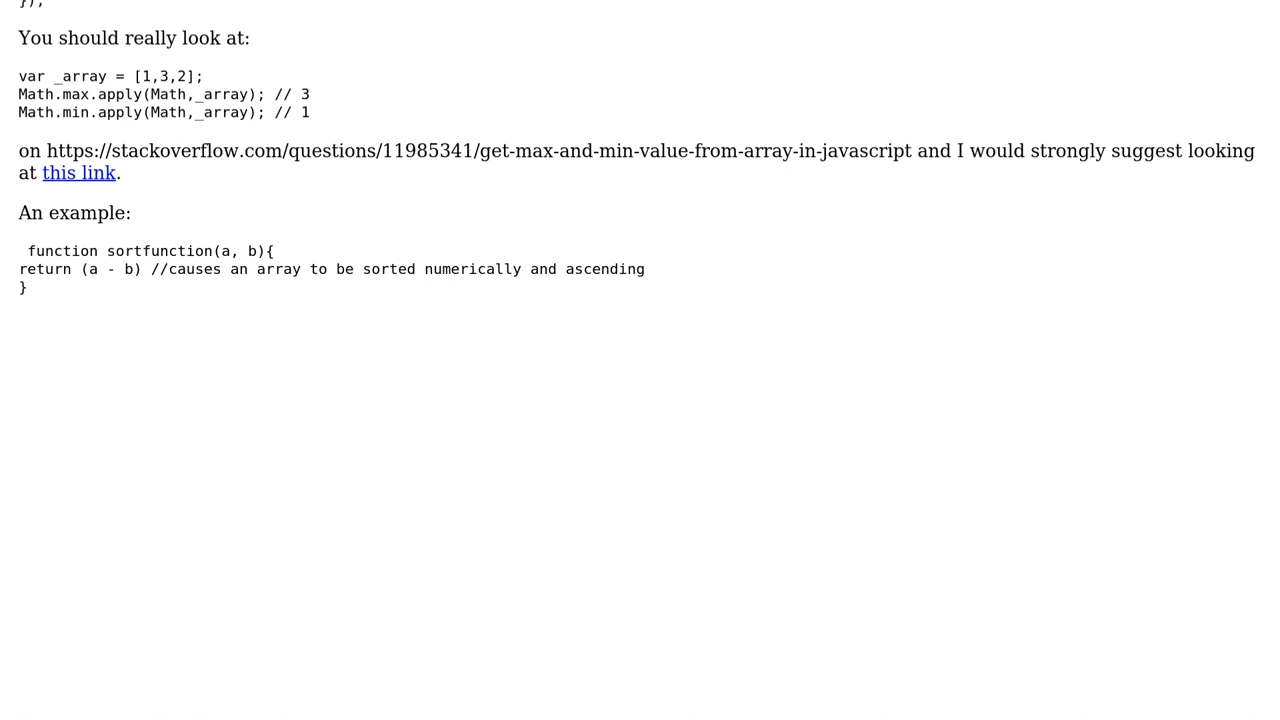 });
You should really look at:
var _array = [1,3,2];
Math.max.apply(Math,_array); // 3
Math.min.apply(Math,_array); // 1
on https://stackoverflow.com/questions/11985341/get-max-and-min-value-from-array-in-javascript and I would strongly suggest looking
at this link.
An example:
 function sortfunction(a, b){
return (a - b) //causes an array to be sorted numerically and ascending
}